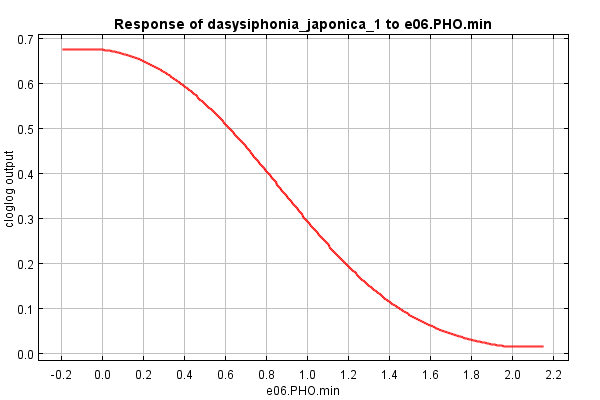 Response of dasysiphonia_japonica_1 to e06.PHO.min
0.7
0.6
0.5
0.4
0.3
0.2
0.1
0.0
cloglog output
-0.2 0.0 0.2 0.4 0.6 0.8 1.0 1.2 1.4 1.6 1.8 2.0 2.2
e06.PHO.min